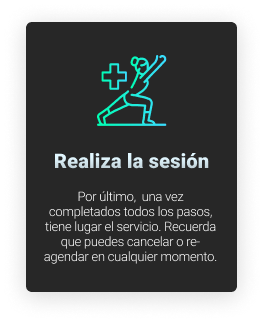 Realiza la sesión
Por último, una vez
completados todos los pasos,
tiene lugar el servicio. Recuerda
que puedes cancelar o re-
agendar en cualquier momento.